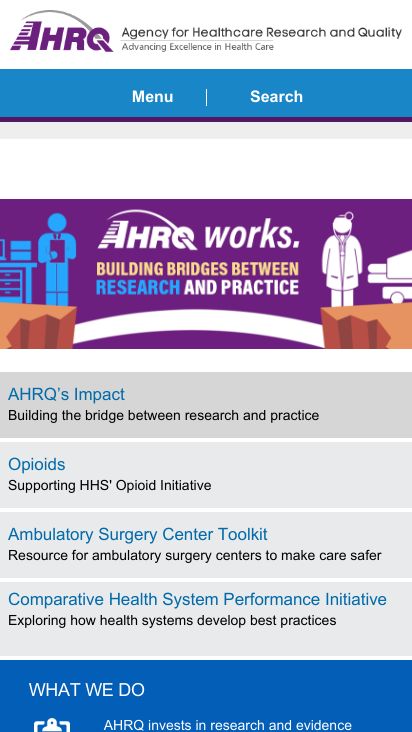 AHRQ Agency for Healthcare Research and Quality
Advancing Excellence in Health Care
Menu Search
AHRQ works.
BUILDING BRIDGES BETWEEN
RESEARCH AND PRACTICE
AHRQ's Impact
Building the bridge between research and practice
Opioids
Supporting HHS' Opioid Initiative
Ambulatory Surgery Center Toolkit
Resource for ambulatory surgery centers to make care safer
Comparative Health System Performance Initiative
Exploring how health systems develop best practices
WHAT WE DO
AHRQ invests in research and evidence